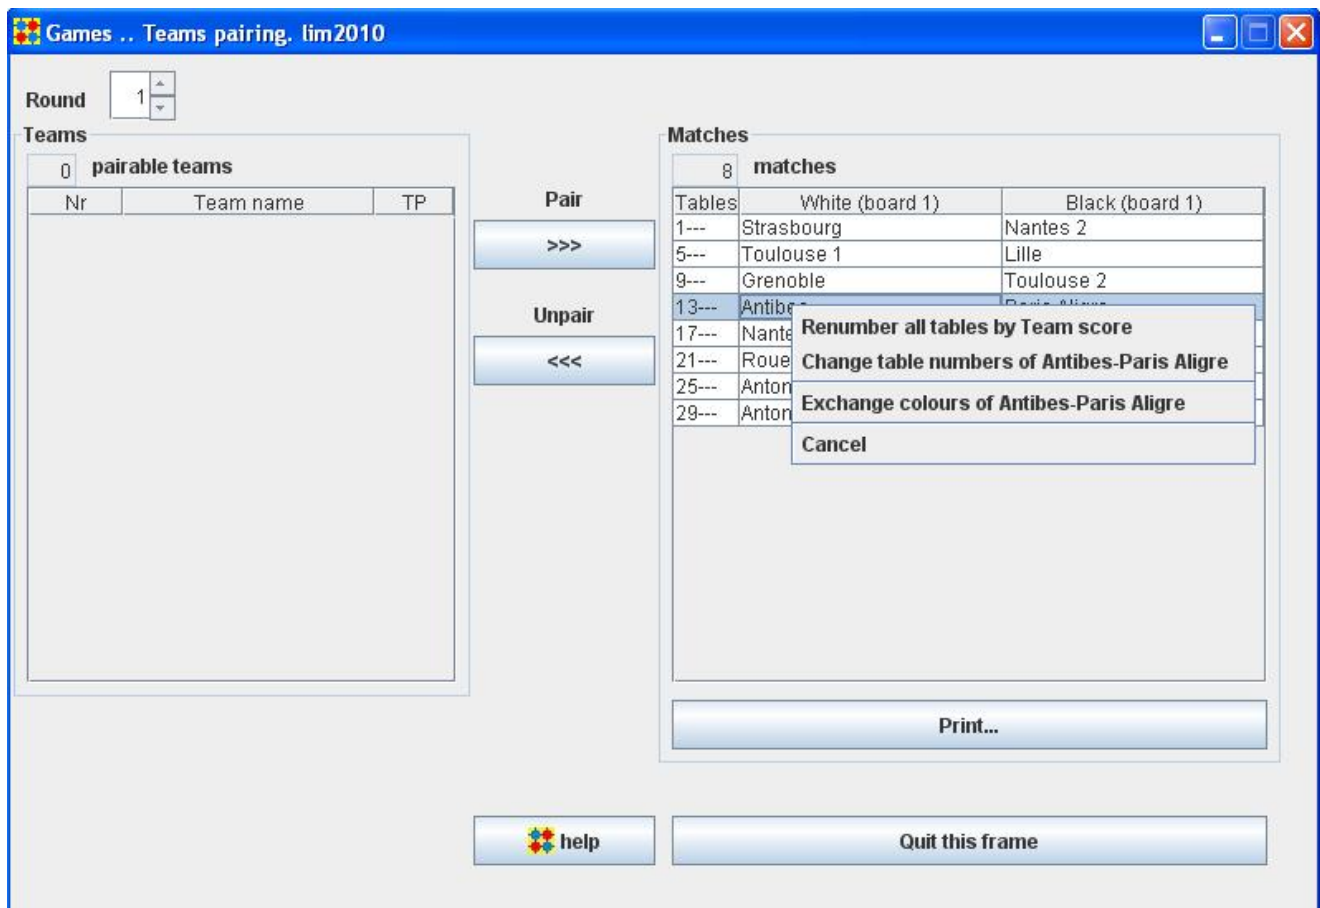 Games .. Teams pairing. lim2010
Round 1
Teams
0 pairable teams
Nr Team name TP
Pair
>>>
Unpair
<<<
Matches
8 matches
Tables White (board 1) Black (board 1)
1--- Strasbourg Nantes 2
5--- Toulouse 1 Lille
9--- Grenoble Toulouse 2
13---
17---
21---
25---
29---
Renumber all tables by Team score
Change table numbers of Antibes-Paris Aligre
Exchange colours of Antibes-Paris Aligre
Cancel
Print...
help
Quit this frame